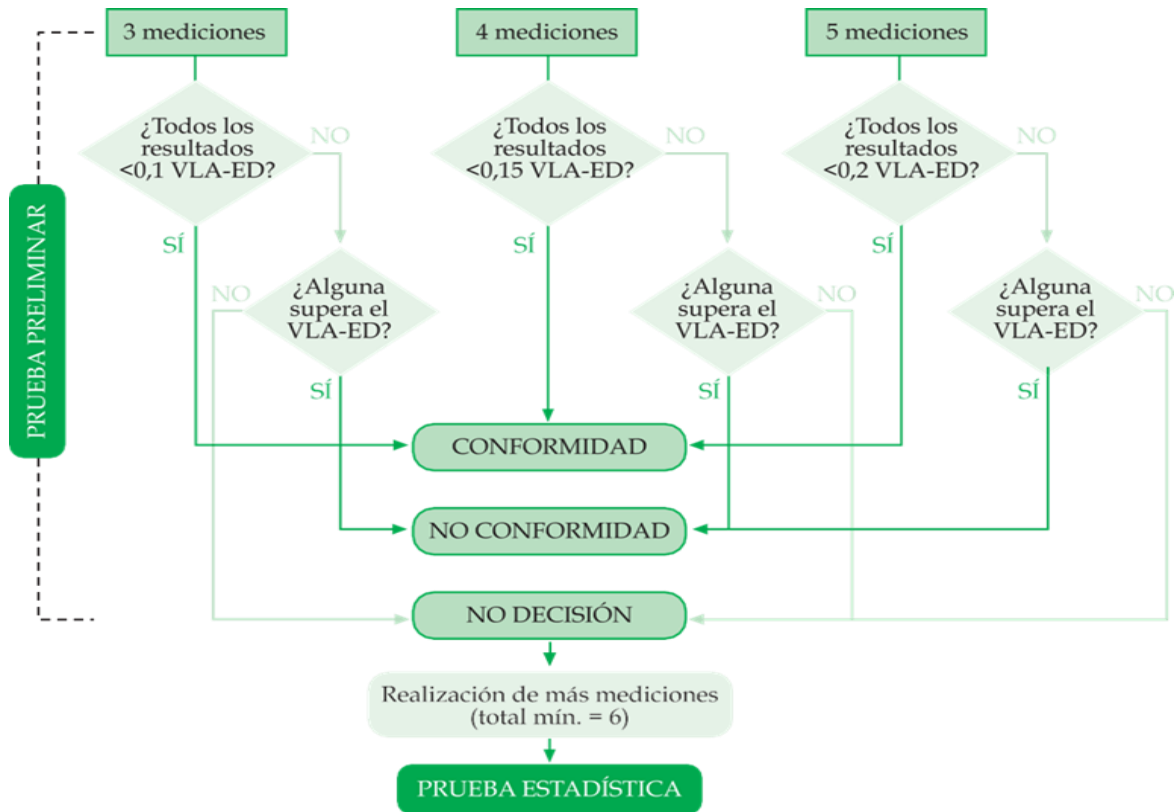 3 mediciones
4 mediciones
5 mediciones
¿Todos los
resultados
<0,1 VLA-ED?
NO
¿Todos los
resultados
<0,15 VLA-ED?
NO
¿Todos los
resultados
<0,2 VLA-ED?
NO
PRUEBA PRELIMINAR
SÍ
SÍ
SÍ
NO
¿Alguna
supera el
VLA-ED?
¿Alguna
supera el
VLA-ED?
NO
¿Alguna
supera el
VLA-ED?
NO
SÍ
SÍ
SÍ
CONFORMIDAD
NO CONFORMIDAD
NO DECISIÓN
Realización de más mediciones
(total mín. = 6)
PRUEBA ESTADÍSTICA